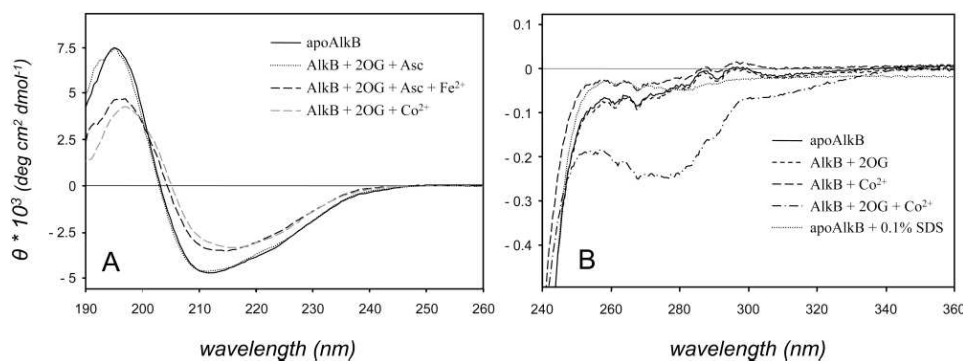 7.5
5
2.5
0
-2.5
- 5
θ * 10³ (deg cm² dmol⁻¹)
apoAlkB
AlkB + 2OG + Asc
AlkB + 2OG + Asc + Fe²⁺
AlkB + 2OG + Co²⁺
A
190 200 210 220 230 240 250 260
wavelength (nm)
0.1
0
- 0.1
- 0.2
- 0.3
- 0.4
apoAlkB
AlkB + 2OG
AlkB + Co²⁺
AlkB + 2OG + Co²⁺
apoAlkB + 0.1% SDS
B
240 260 280 300 320 340 360
wavelength (nm)